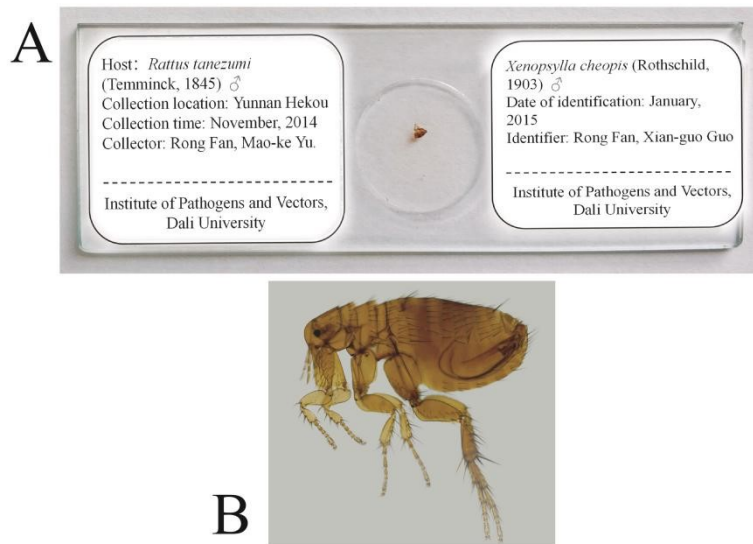 A
Host: Rattus tanezumi
(Temminck, 1845) ♂
Collection location: Yunnan Hekou
Collection time: November, 2014
Collector: Rong Fan, Mao-ke Yu.
Institute of Pathogens and Vectors,
Dali University
Xenopsylla cheopis (Rothschild,
1903) ♂
Date of identification: January,
2015
Identifier: Rong Fan, Xian-guo Guo
Institute of Pathogens and Vectors,
Dali University
B